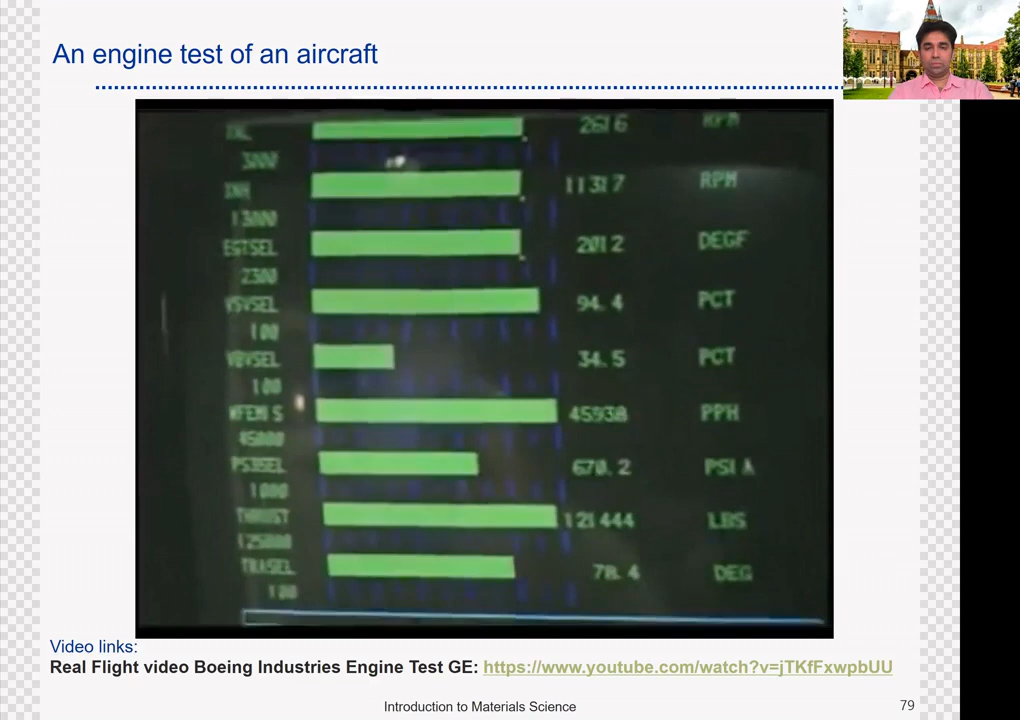 An engine test of an aircraft
2616 RPM
3000
11317 RPM
13000
EGTSEL 2012 DEGF
2300
VSVSEL 94.4 PCT
100
VBVSEL 34.5 PCT
100
45938 PPH
45000
PS3SEL 670.2 PSIA
1000
THRUST 121444 LBS
125000
TRASEL 78.4 DEG
100
Video links:
Real Flight video Boeing Industries Engine Test GE: https://www.youtube.com/watch?v=jTKfFxwpbUU
Introduction to Materials Science
79